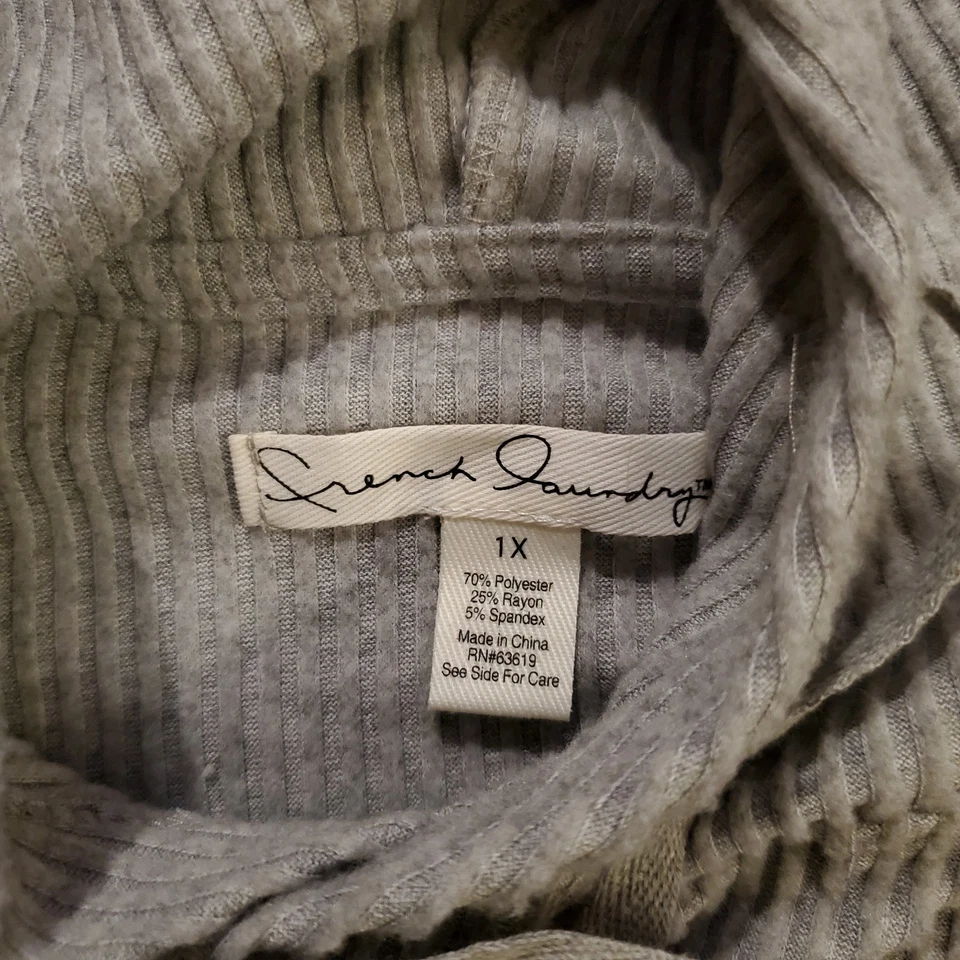 French Laundry™
1X
70% Polyester
25% Rayon
5% Spandex
Made in China
RN#63619
See Side For Care